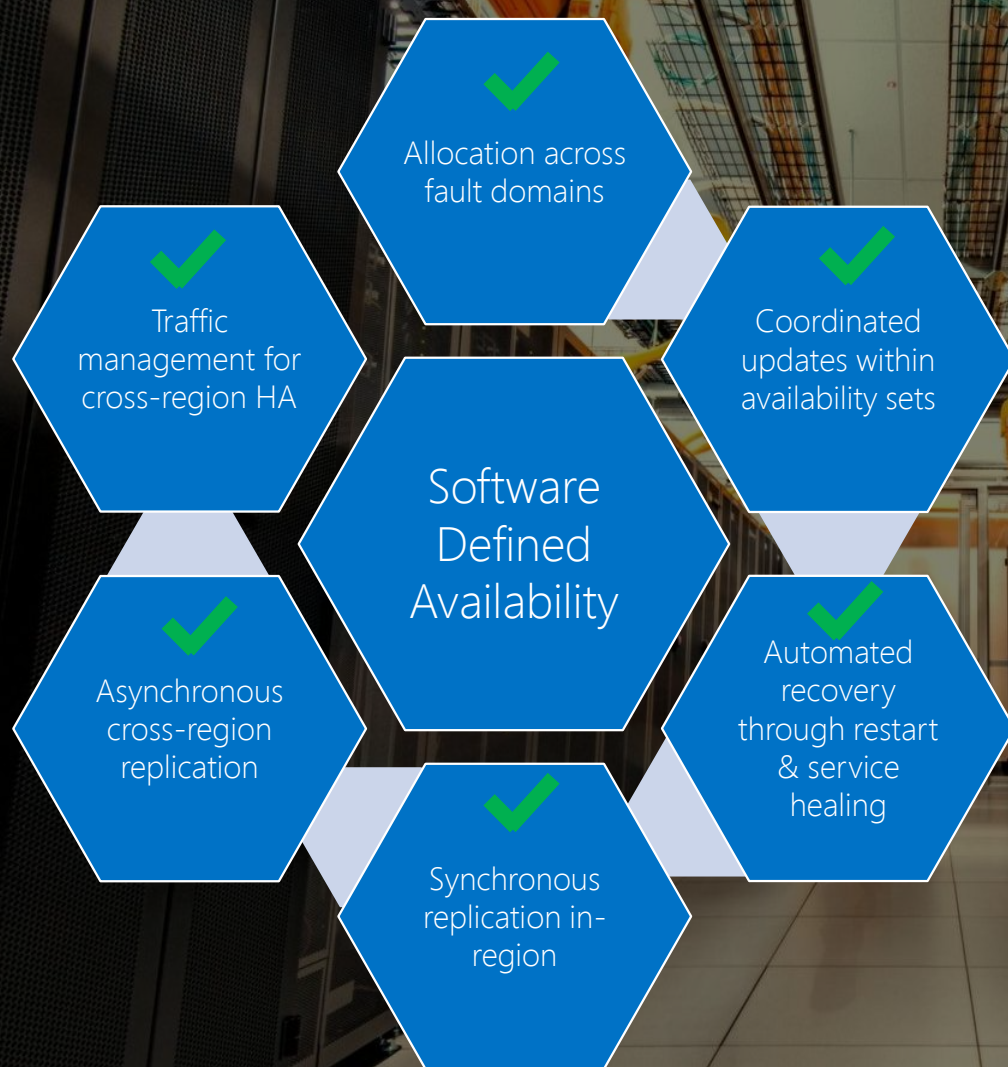 Allocation across
fault domains
Coordinated
updates within
availability sets
Automated
recovery
through restart
& service
healing
Synchronous
replication in-
region
Asynchronous
cross-region
replication
Traffic
management for
cross-region HA
Software
Defined
Availability